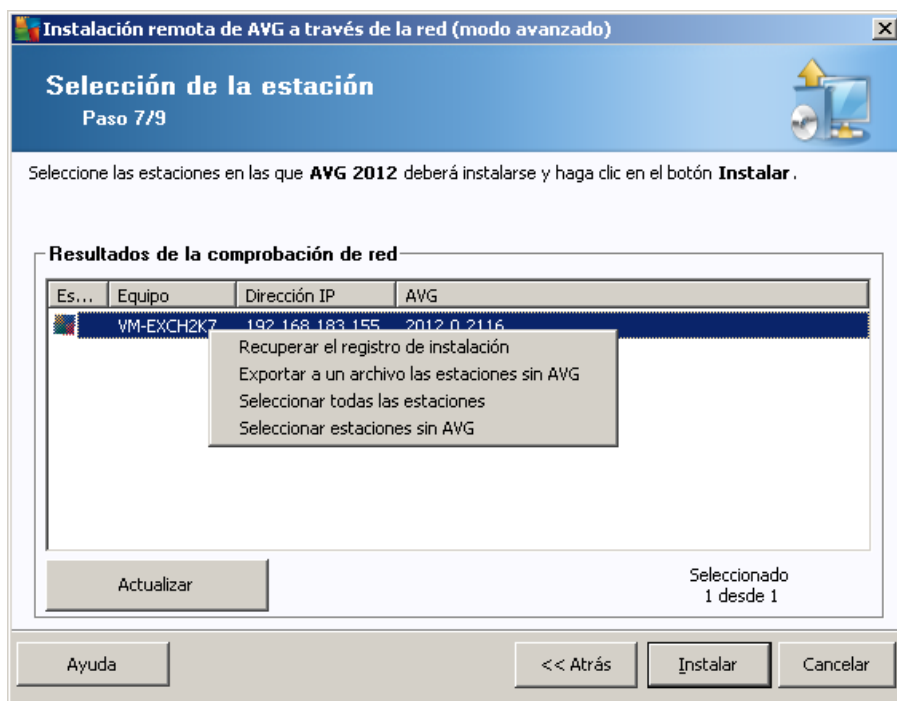 Instalación remota de AVG a través de la red (modo avanzado)
Selección de la estación
Paso 7/9
Seleccione las estaciones en las que AVG 2012 deberá instalarse y haga clic en el botón Instalar.
Resultados de la comprobación de red
Es... Equipo Dirección IP AVG
VM-EXCH2K7 192.168.183.155 2012.0.2116
Recuperar el registro de instalación
Exportar a un archivo las estaciones sin AVG
Seleccionar todas las estaciones
Seleccionar estaciones sin AVG
Actualizar
Seleccionado
1 desde 1
Ayuda << Atrás Instalar Cancelar